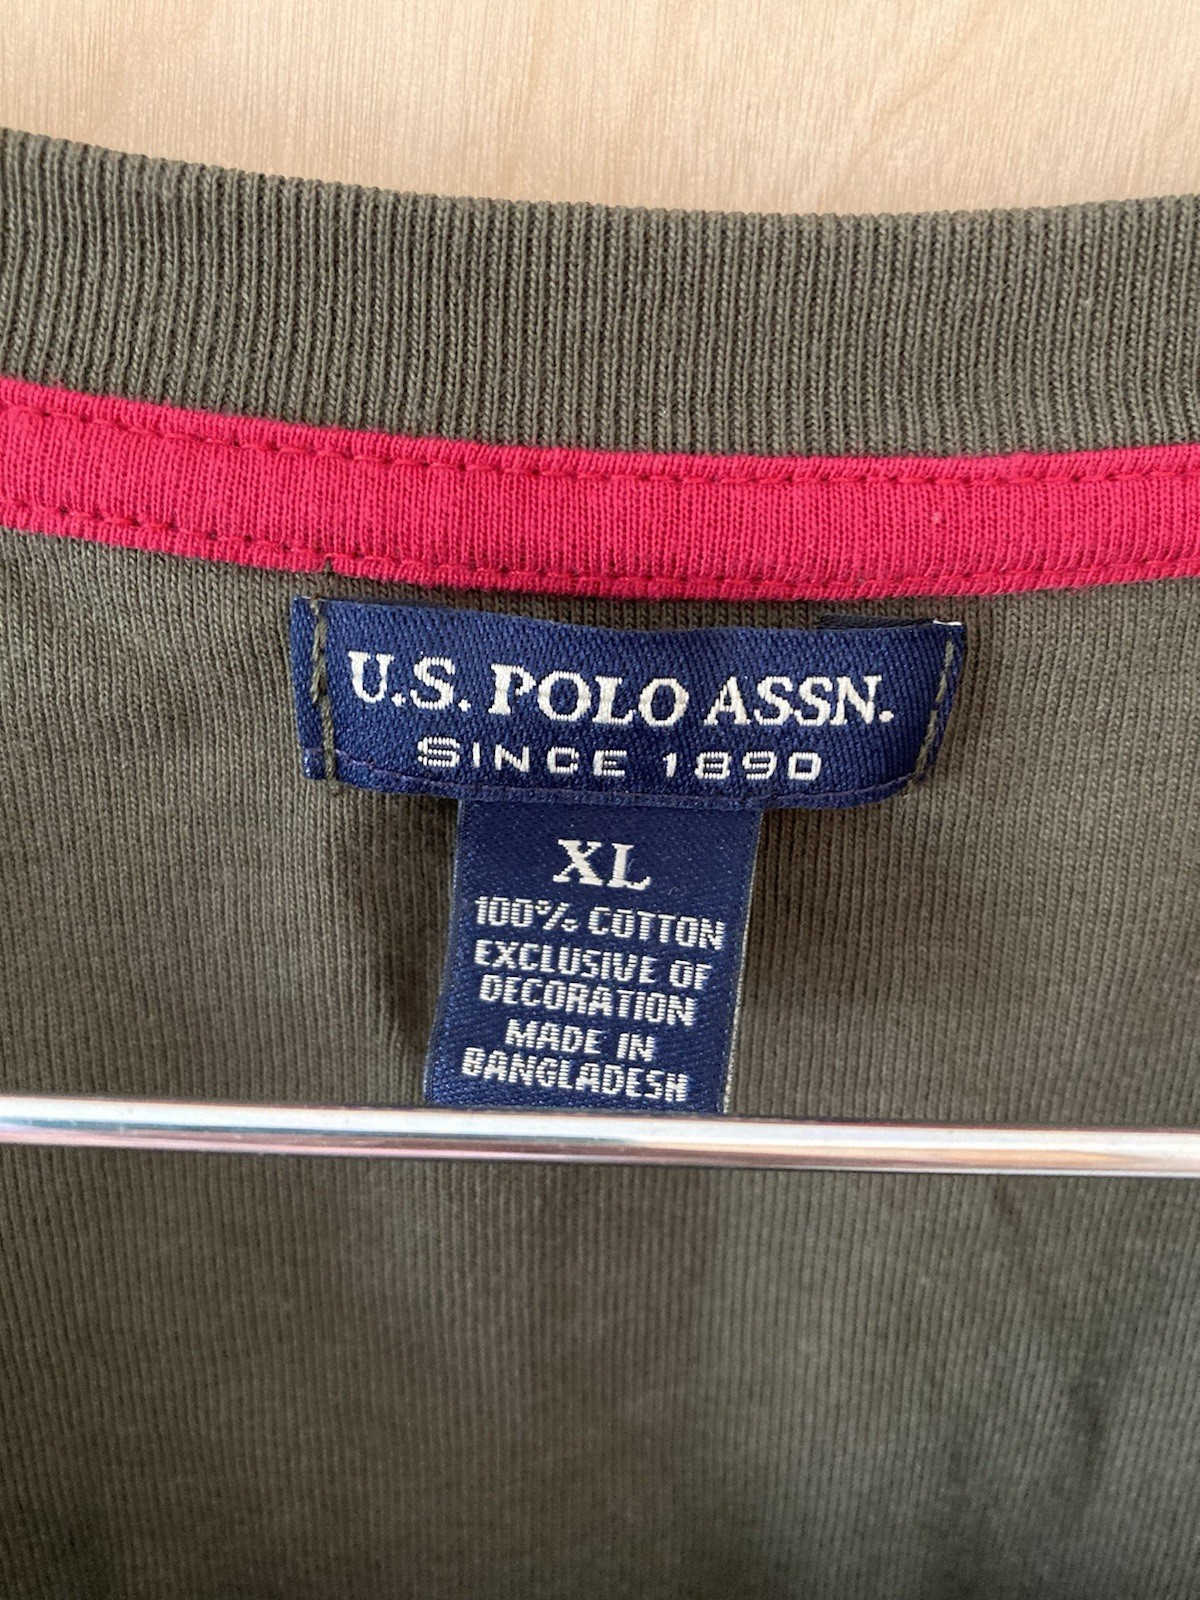 U.S. POLO ASSN.
SINCE 1890
XL
100% COTTON
EXCLUSIVE OF
DECORATION
MADE IN
BANGLADESH